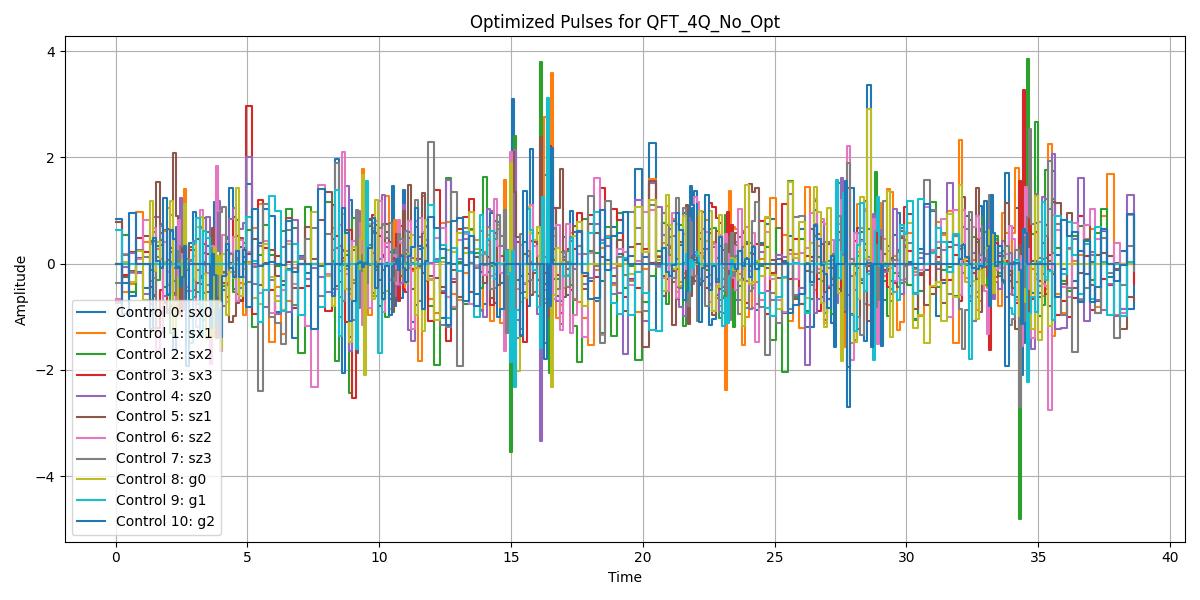 Optimized Pulses for QFT_4Q_No_Opt
4
2
0
−2
−4
Amplitude
Control 0: sx0
Control 1: sx1
Control 2: sx2
Control 3: sx3
Control 4: sz0
Control 5: sz1
Control 6: sz2
Control 7: sz3
Control 8: g0
Control 9: g1
Control 10: g2
0 5 10 15 20 25 30 35 40
Time